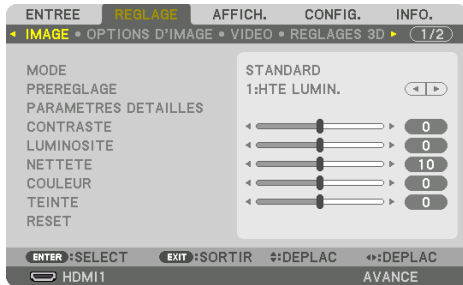 ENTREE REGLAGE AFFICH. CONFIG. INFO.
IMAGE • OPTIONS D'IMAGE • VIDEO • REGLAGES 3D 1/2
MODE STANDARD
PREREGLAGE 1:HTE LUMIN.
PARAMETRES DETAILLES
CONTRASTE 0
LUMINOSITE 0
NETTETE 10
COULEUR 0
TEINTE 0
RESET
ENTER:SELECT EXIT:SORTIR :DEPLAC :DEPLAC
HDMI1 AVANCE